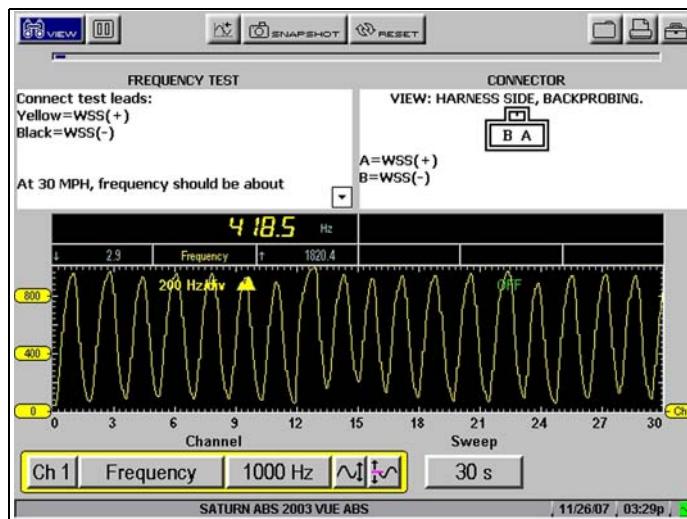 VIEW
SNAPSHOT
RESET
FREQUENCY TEST
Connect test leads:
Yellow=WSS(+)
Black=WSS(-)
At 30 MPH, frequency should be about
CONNECTOR
VIEW: HARNESS SIDE, BACKPROBING.
B A
A=WSS(+)
B=WSS(-)
418.5 Hz
↓ 2.9 Frequency ↑ 1820.4
200 Hz/div
OFF
800
400
0
Ch
0 3 6 9 12 15 18 21 24 27 30
Channel
Sweep
Ch 1 Frequency 1000 Hz 30 s
SATURN ABS 2003 VUE ABS 11/26/07 03:29p